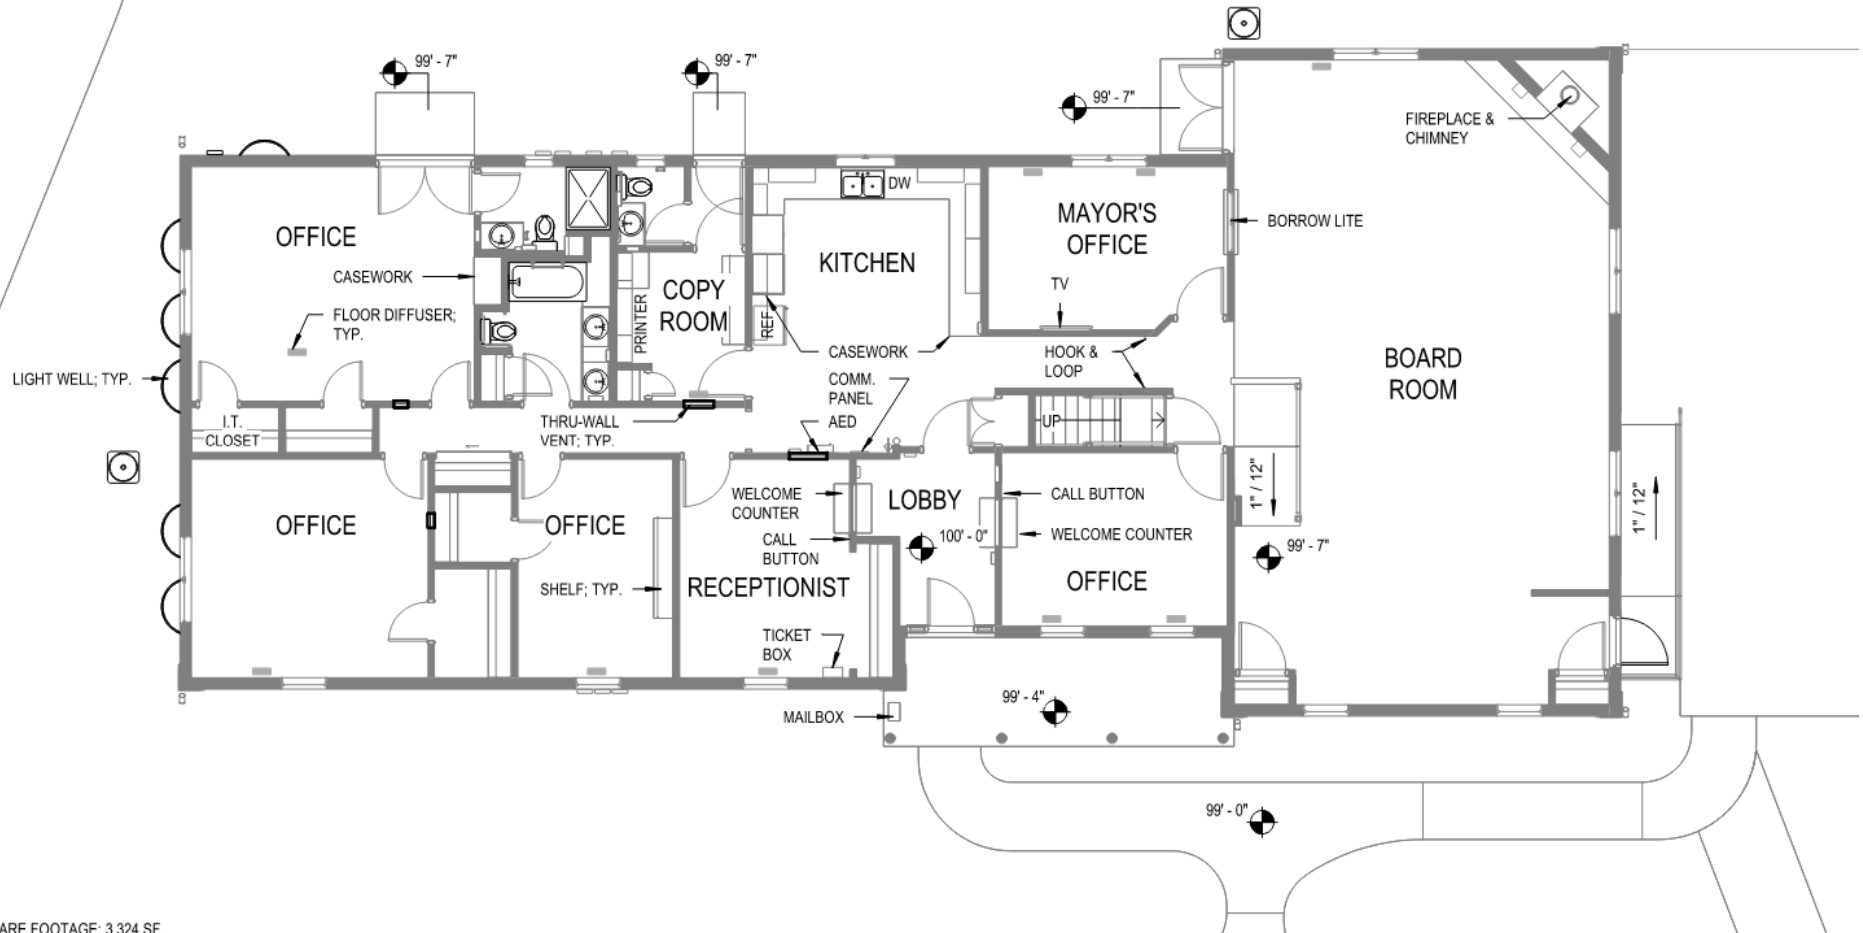 99' - 7"
99' - 7"
99' - 7"
FIREPLACE &
CHIMNEY
DW
OFFICE
MAYOR'S
OFFICE
BORROW LITE
KITCHEN
CASEWORK
COPY
ROOM
TV
FLOOR DIFFUSER;
TYP.
PRINTER
REF
CASEWORK
HOOK &
LOOP
BOARD
ROOM
LIGHT WELL; TYP.
COMM.
PANEL
AED
I.T.
CLOSET
THRU-WALL
VENT; TYP.
UP
WELCOME
COUNTER
LOBBY
CALL BUTTON
1" / 12"
1" / 12"
OFFICE
OFFICE
CALL
BUTTON
100' - 0"
WELCOME COUNTER
99' - 7"
SHELF; TYP.
RECEPTIONIST
OFFICE
TICKET
BOX
99' - 4"
MAILBOX
99' - 0"
ARE FOOTAGE: 3,324 SF